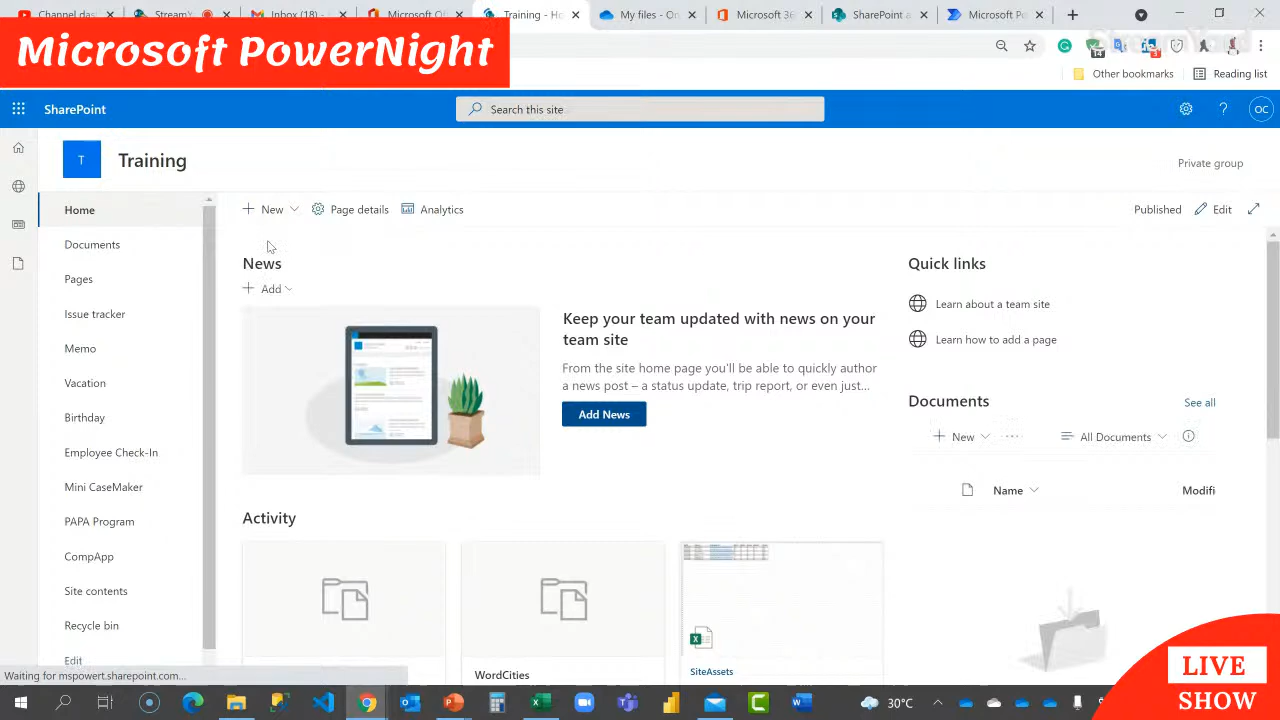 StreamY
Inbox (18)
Microsoft Of
Training - Ho
My files - On
Microsoft 36
SharePoint a
Microsoft Po
Microsoft PowerNight
Other bookmarks
Reading list
SharePoint
Search this site
OC
T
Training
Private group
Home
New
Page details
Analytics
Published
Edit
Documents
Pages
Issue tracker
Memo
Vacation
Birthday
Employee Check-In
Mini CaseMaker
PAPA Program
CompApp
Site contents
Recycle bin
Edit
News
Add
Keep your team updated with news on your
team site
From the site home page you'll be able to quickly author
a news post – a status update, trip report, or even just...
Add News
Quick links
Learn about a team site
Learn how to add a page
Documents
See all
New
All Documents
Name
Modifi
Activity
WordCities
SiteAssets
Waiting for mspowert.sharepoint.com...
30°C
LIVE
SHOW